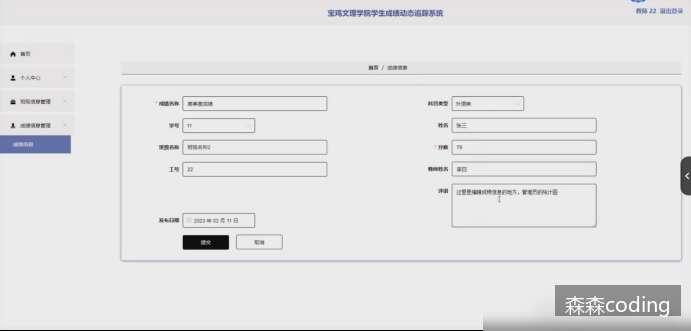 宝鸡文理学院学生成绩动态追踪系统
教师 22 退出登录
首页
个人中心
班级信息管理
成绩信息管理
成绩信息
首页 / 成绩信息
* 成绩名称 某季度成绩
科目类型 外语类
学号 11
姓名 张三
班级名称 班级名称2
* 分数 78
工号 22
教师姓名 李四
评语 这里是编辑成绩信息的地方，管理员的统计图
发布日期 2023 年 02 月 11 日
提交 取消
森森coding